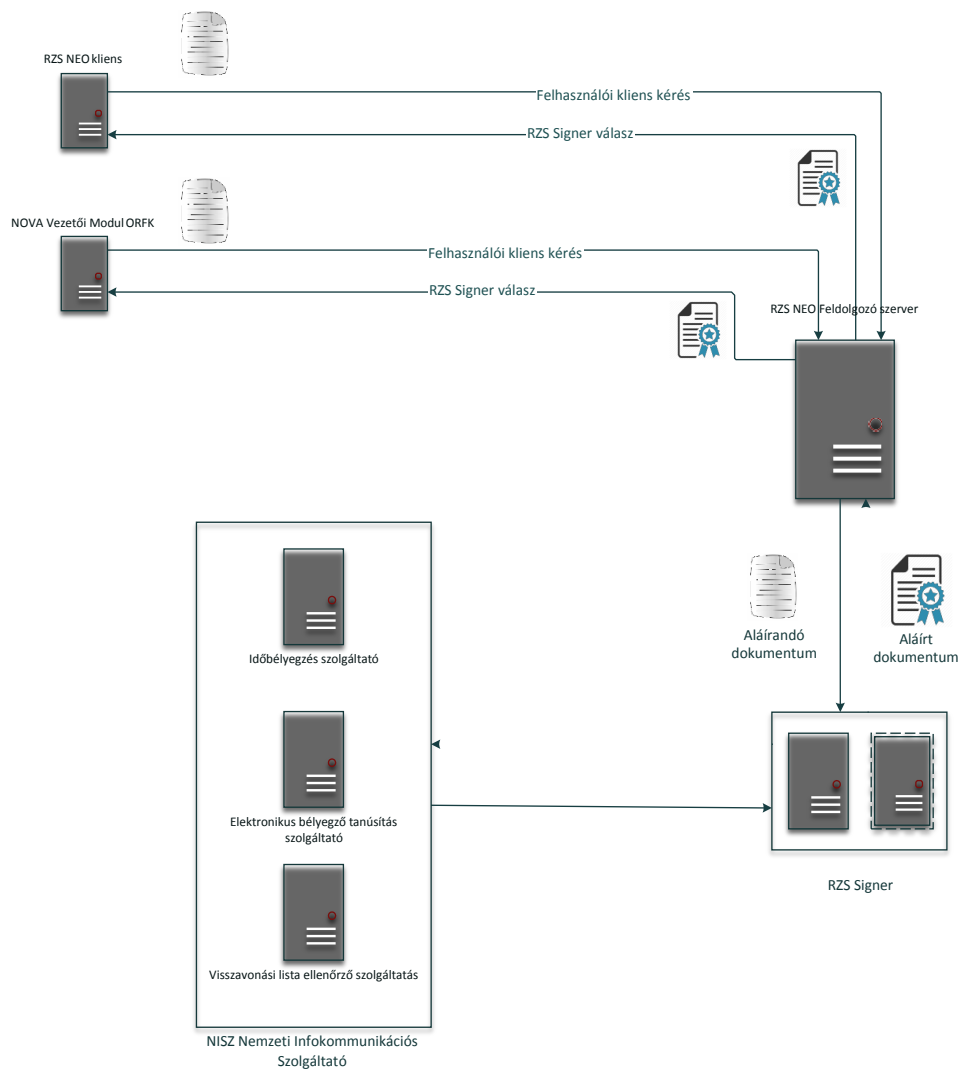 RZS NEO kliens
Felhasználói kliens kérés
RZS Signer válasz
NOVA Vezetői Modul ORFK
Felhasználói kliens kérés
RZS Signer válasz
RZS NEO Feldolgozó szerver
Aláírandó
dokumentum
Aláírt
dokumentum
Időbélyegzés szolgáltató
Elektronikus bélyegző tanúsítás
szolgáltató
Visszavonási lista ellenőrző szolgáltatás
RZS Signer
NISZ Nemzeti Infokommunikációs
Szolgáltató